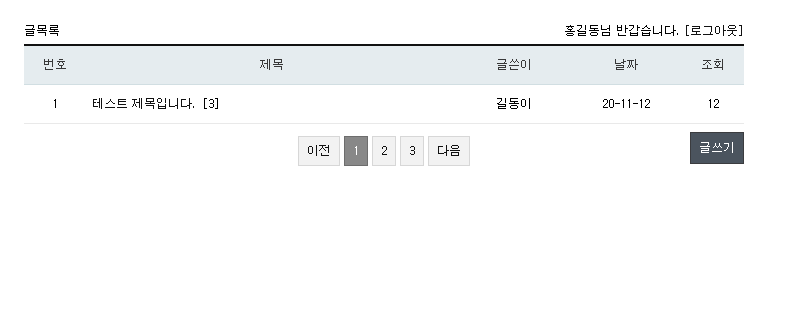 글목록 홍길동님 반갑습니다. [로그아웃]
번호 제목 글쓴이 날짜 조회
1 테스트 제목입니다. [3] 길동이 20-11-12 12
이전 1 2 3 다음 글쓰기